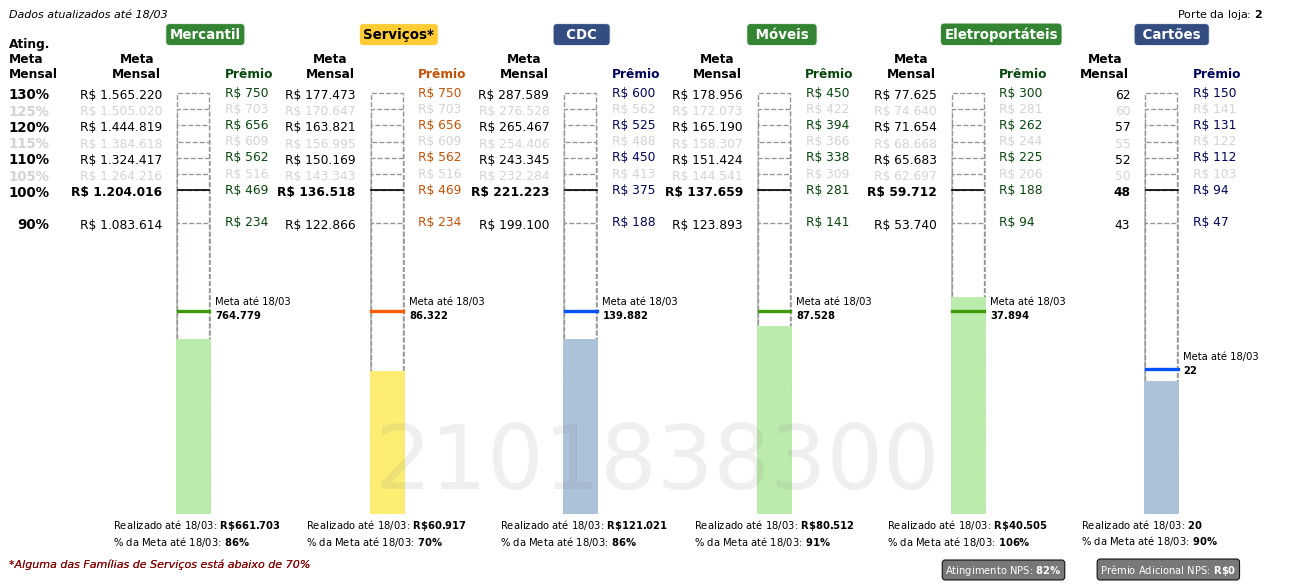 Dados atualizados até 18/03
Porte da loja: 2
Mercantil Serviços* CDC Móveis Eletroportáteis Cartões
Ating. Meta Mensal
Meta Mensal Prêmio Meta Mensal Prêmio Meta Mensal Prêmio Meta Mensal Prêmio Meta Mensal Prêmio Meta Mensal Prêmio
130% R$ 1.565.220 R$ 750 R$ 177.473 R$ 750 R$ 287.589 R$ 600 R$ 178.956 R$ 450 R$ 77.625 R$ 300 62 R$ 150
125% R$ 1.505.020 R$ 703 R$ 170.647 R$ 703 R$ 276.528 R$ 562 R$ 172.073 R$ 422 R$ 74.640 R$ 281 60 R$ 141
120% R$ 1.444.819 R$ 656 R$ 163.821 R$ 656 R$ 265.467 R$ 525 R$ 165.190 R$ 394 R$ 71.654 R$ 262 57 R$ 131
115% R$ 1.384.618 R$ 609 R$ 156.995 R$ 609 R$ 254.406 R$ 488 R$ 158.307 R$ 366 R$ 68.668 R$ 244 55 R$ 122
110% R$ 1.324.417 R$ 562 R$ 150.169 R$ 562 R$ 243.345 R$ 450 R$ 151.424 R$ 338 R$ 65.683 R$ 225 52 R$ 112
105% R$ 1.264.216 R$ 516 R$ 143.343 R$ 516 R$ 232.284 R$ 413 R$ 144.541 R$ 309 R$ 62.697 R$ 206 50 R$ 103
100% R$ 1.204.016 R$ 469 R$ 136.518 R$ 469 R$ 221.223 R$ 375 R$ 137.659 R$ 281 R$ 59.712 R$ 188 48 R$ 94
90% R$ 1.083.614 R$ 234 R$ 122.866 R$ 234 R$ 199.100 R$ 188 R$ 123.893 R$ 141 R$ 53.740 R$ 94 43 R$ 47
Meta até 18/03 Meta até 18/03 Meta até 18/03 Meta até 18/03 Meta até 18/03
764.779 86.322 139.882 87.528 37.894
Meta até 18/03
22
2101838300
Realizado até 18/03: R$661.703 Realizado até 18/03: R$60.917 Realizado até 18/03: R$121.021 Realizado até 18/03: R$80.512 Realizado até 18/03: R$40.505 Realizado até 18/03: 20
% da Meta até 18/03: 86% % da Meta até 18/03: 70% % da Meta até 18/03: 86% % da Meta até 18/03: 91% % da Meta até 18/03: 106% % da Meta até 18/03: 90%
*Alguma das Famílias de Serviços está abaixo de 70%
Atingimento NPS: 82% Prêmio Adicional NPS: R$0